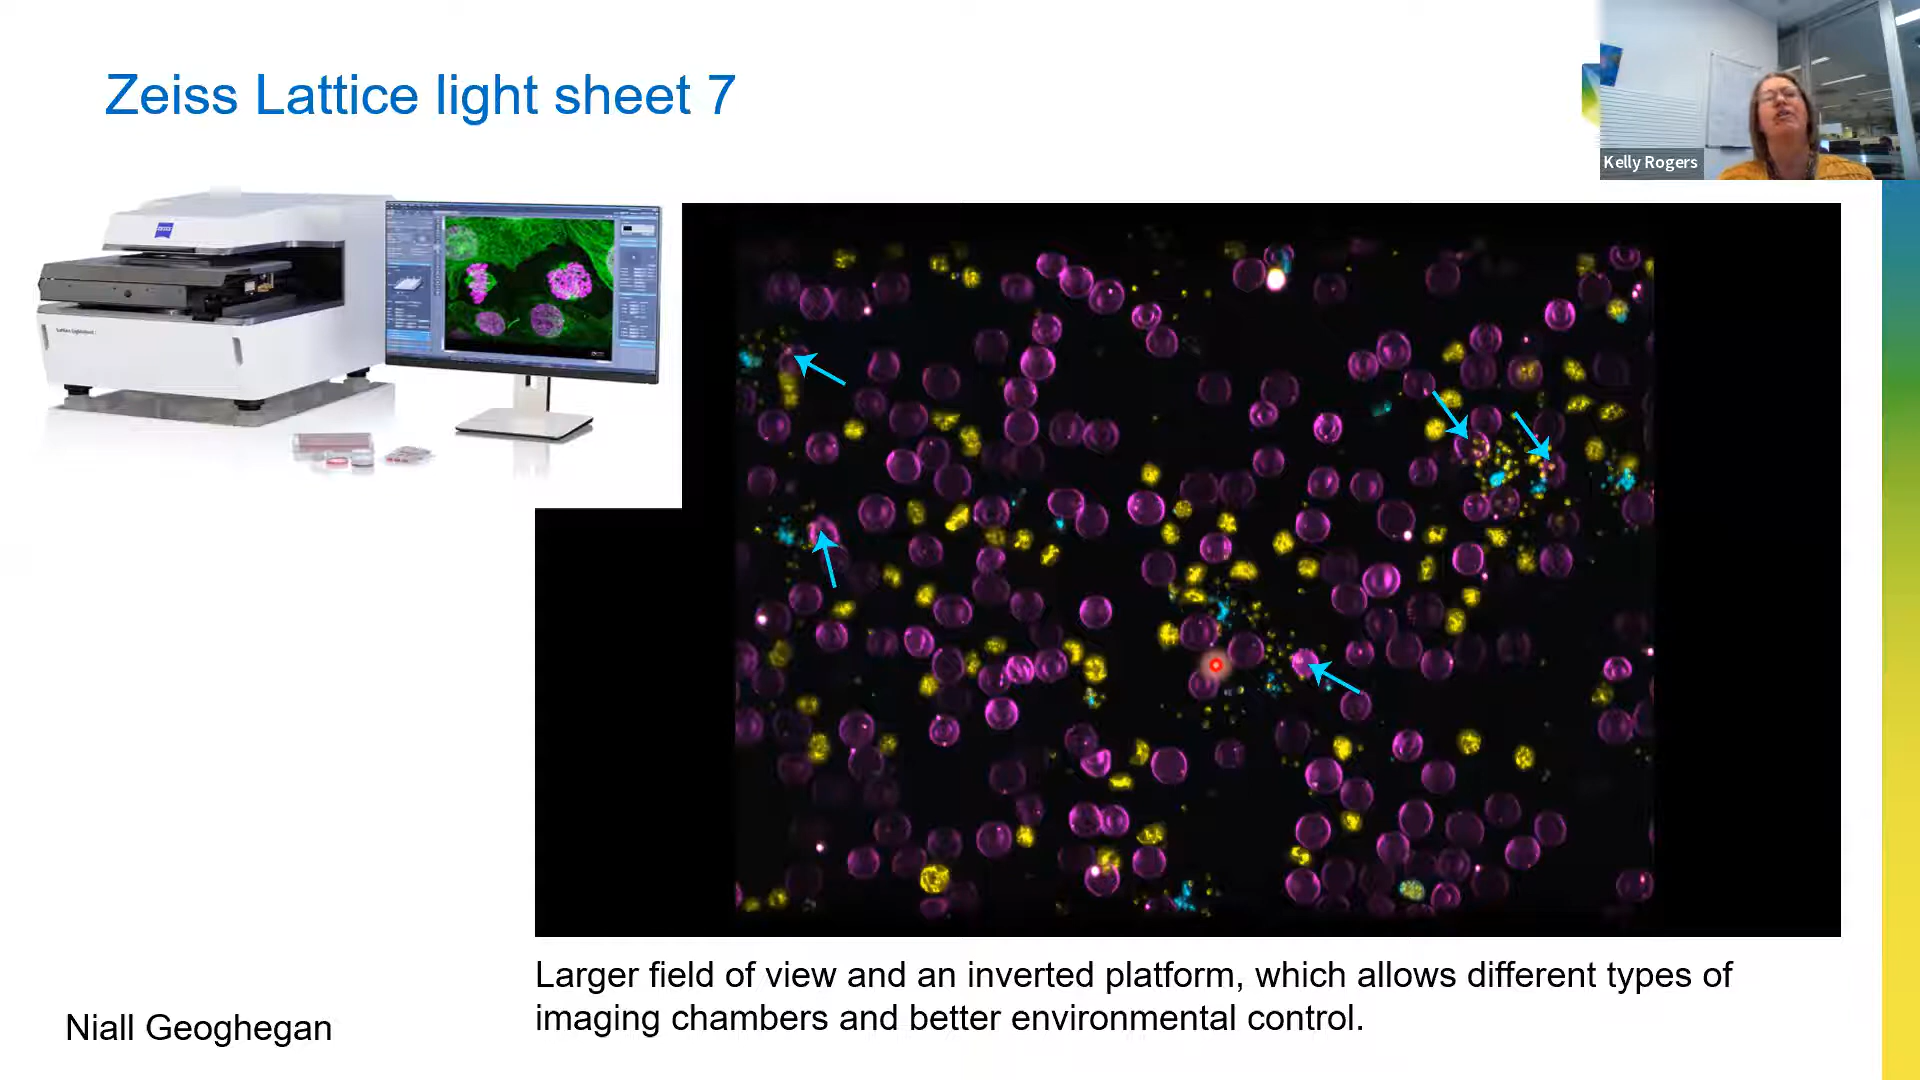 Zeiss Lattice light sheet 7
Kelly Rogers
ZEISS
Larger field of view and an inverted platform, which allows different types of
imaging chambers and better environmental control.
Niall Geoghegan